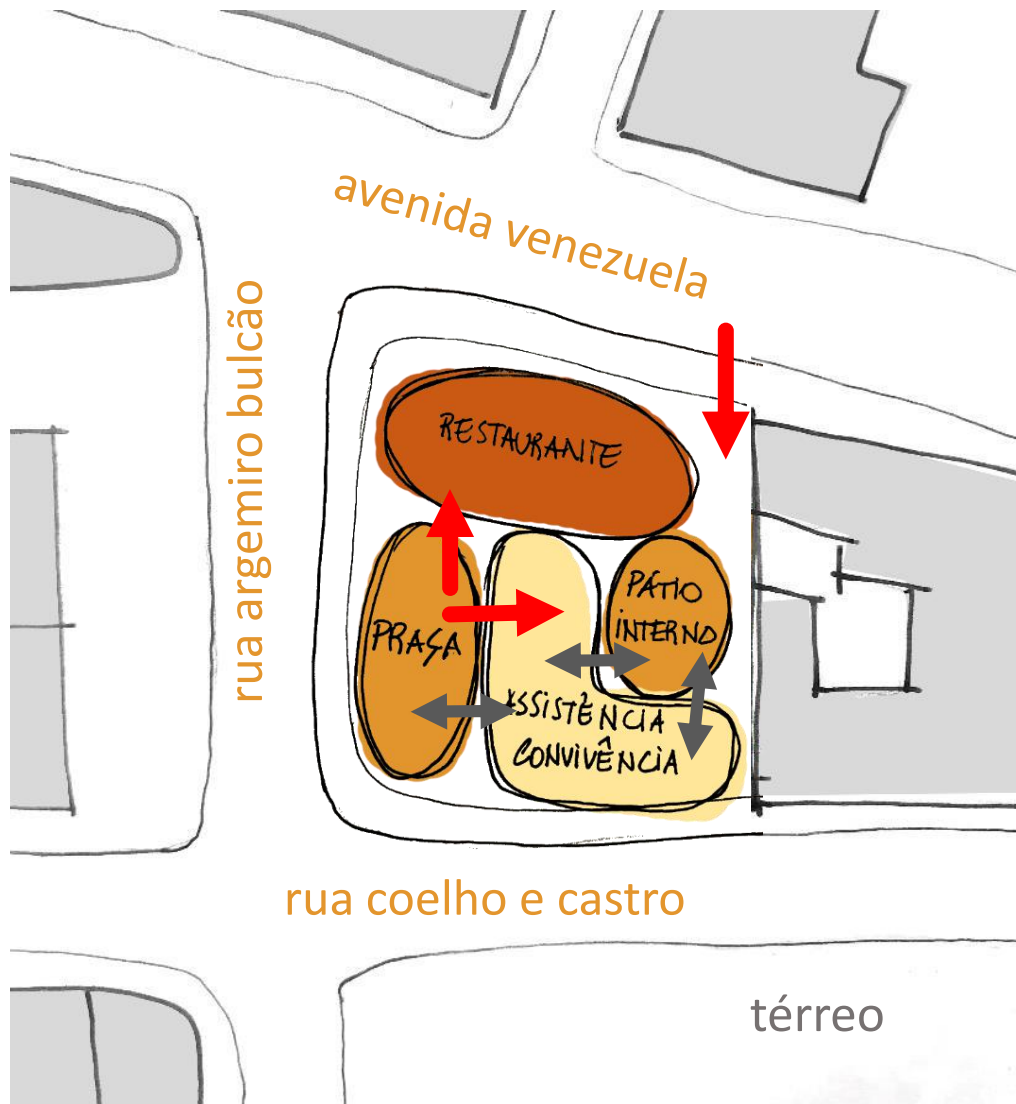 avenida venezuela
rua argemiro bulcão
RESTAURANTE
PRAÇA
PÁTIO
INTERNO
ASSISTÊNCIA
CONVIVÊNCIA
rua coelho e castro
térreo